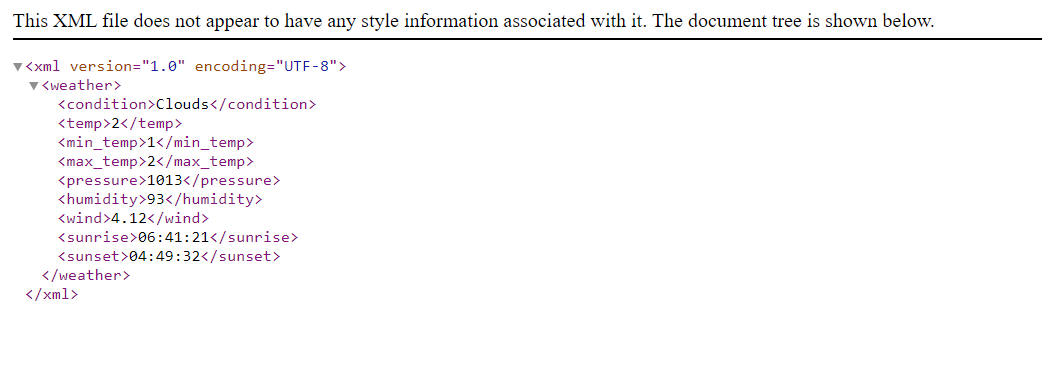 This XML file does not appear to have any style information associated with it. The document tree is shown below.
▼<xml version="1.0" encoding="UTF-8">
▼<weather>
<condition>Clouds</condition>
<temp>2</temp>
<min_temp>1</min_temp>
<max_temp>2</max_temp>
<pressure>1013</pressure>
<humidity>93</humidity>
<wind>4.12</wind>
<sunrise>06:41:21</sunrise>
<sunset>04:49:32</sunset>
</weather>
</xml>